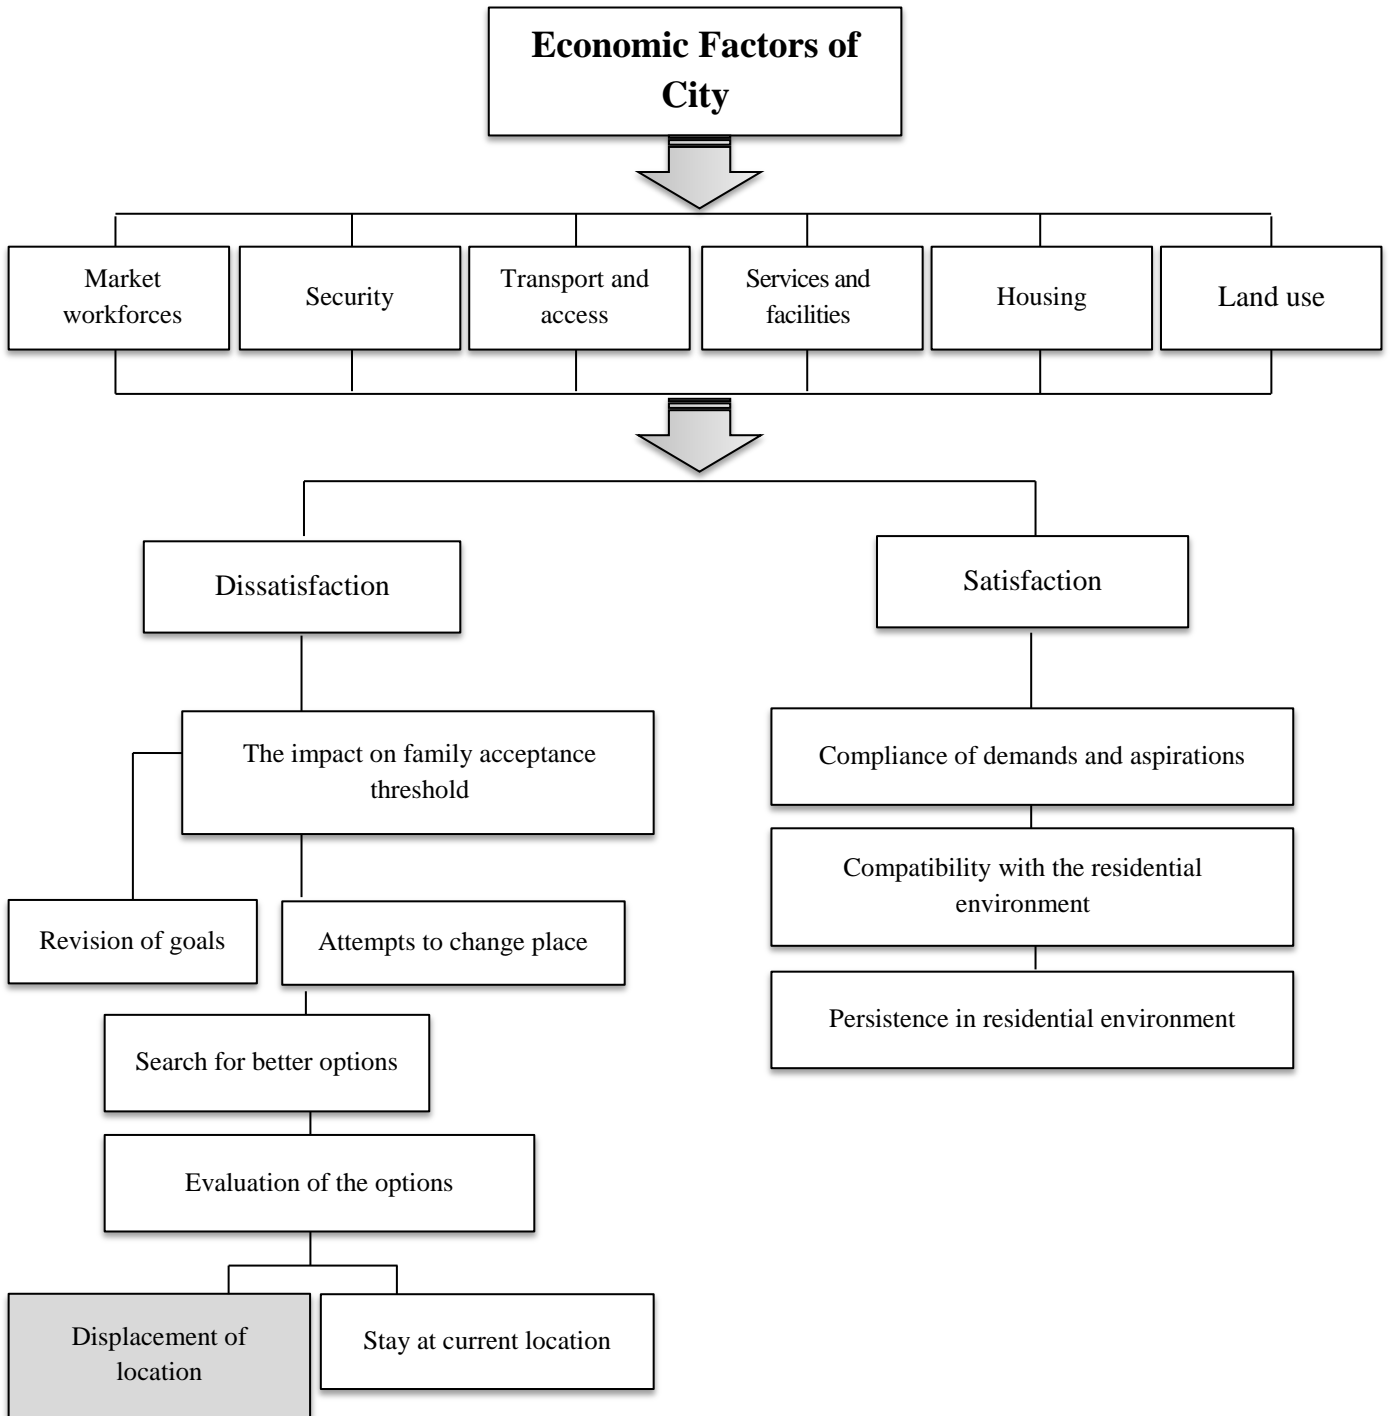 Economic Factors of
City
Market
workforces
Security
Transport and
access
Services and
facilities
Housing
Land use
Dissatisfaction
Satisfaction
The impact on family acceptance
threshold
Compliance of demands and aspirations
Compatibility with the residential
environment
Revision of goals
Attempts to change place
Persistence in residential environment
Search for better options
Evaluation of the options
Displacement of
location
Stay at current location